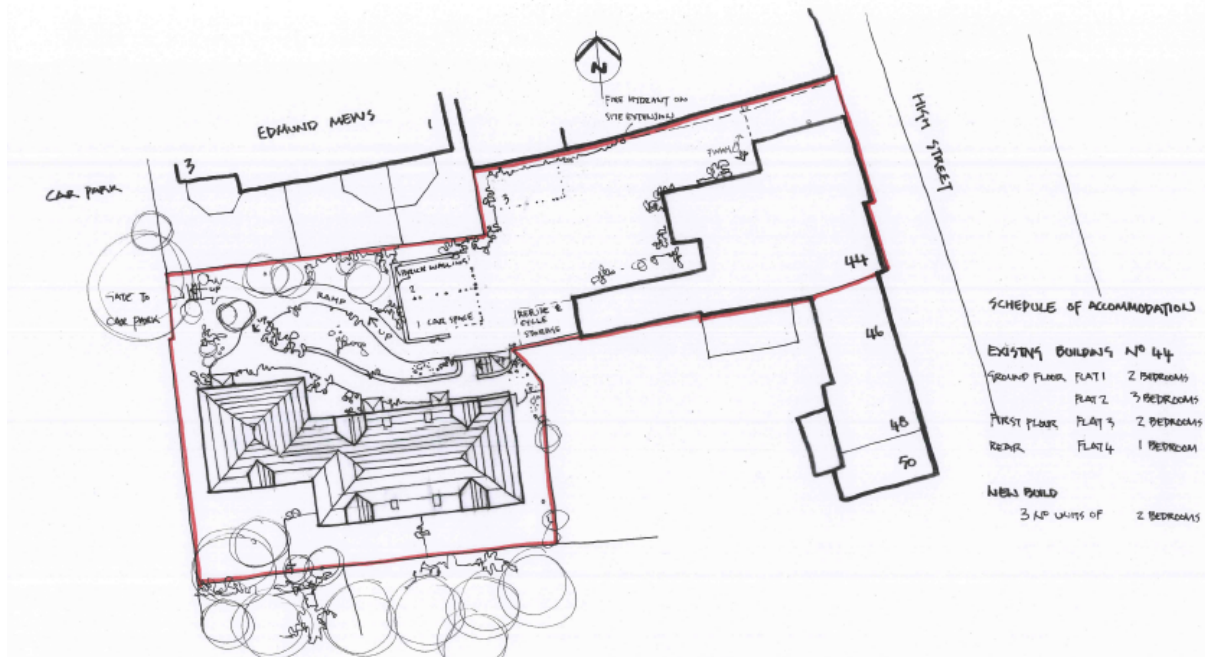 EDMUND MEWS
1
3
CAR PARK
N
FIRE HYDRANT ON
SITE EXTENSION
HIGH STREET
3
GATE TO
CAR PARK
UP
RAMP
UP
2
1 CAR SPACE
REFUSE &
CYCLE
STORAGE
44
46
48
50
SCHEDULE OF ACCOMMODATION
EXISTING BUILDING Nº 44
GROUND FLOOR FLAT 1 2 BEDROOMS
FLAT 2 3 BEDROOMS
FIRST FLOOR FLAT 3 2 BEDROOMS
REAR FLAT 4 1 BEDROOM
NEW BUILD
3 Nº UNITS OF 2 BEDROOMS